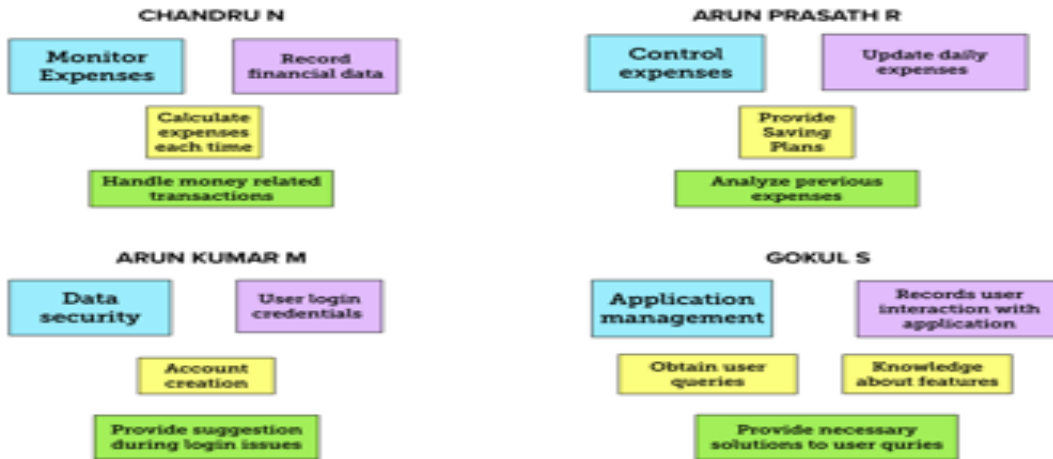 CHANDRU N
Monitor
Expenses
Record
financial data
Calculate
expenses
each time
Handle money related
transactions
ARUN PRASATH R
Control
expenses
Update daily
expenses
Provide
Saving
Plans
Analyze previous
expenses
ARUN KUMAR M
Data
security
User login
credentials
Account
creation
Provide suggestion
during login issues
GOKUL S
Application
management
Records user
interaction with
application
Obtain user
queries
Knowledge
about features
Provide necessary
solutions to user quries